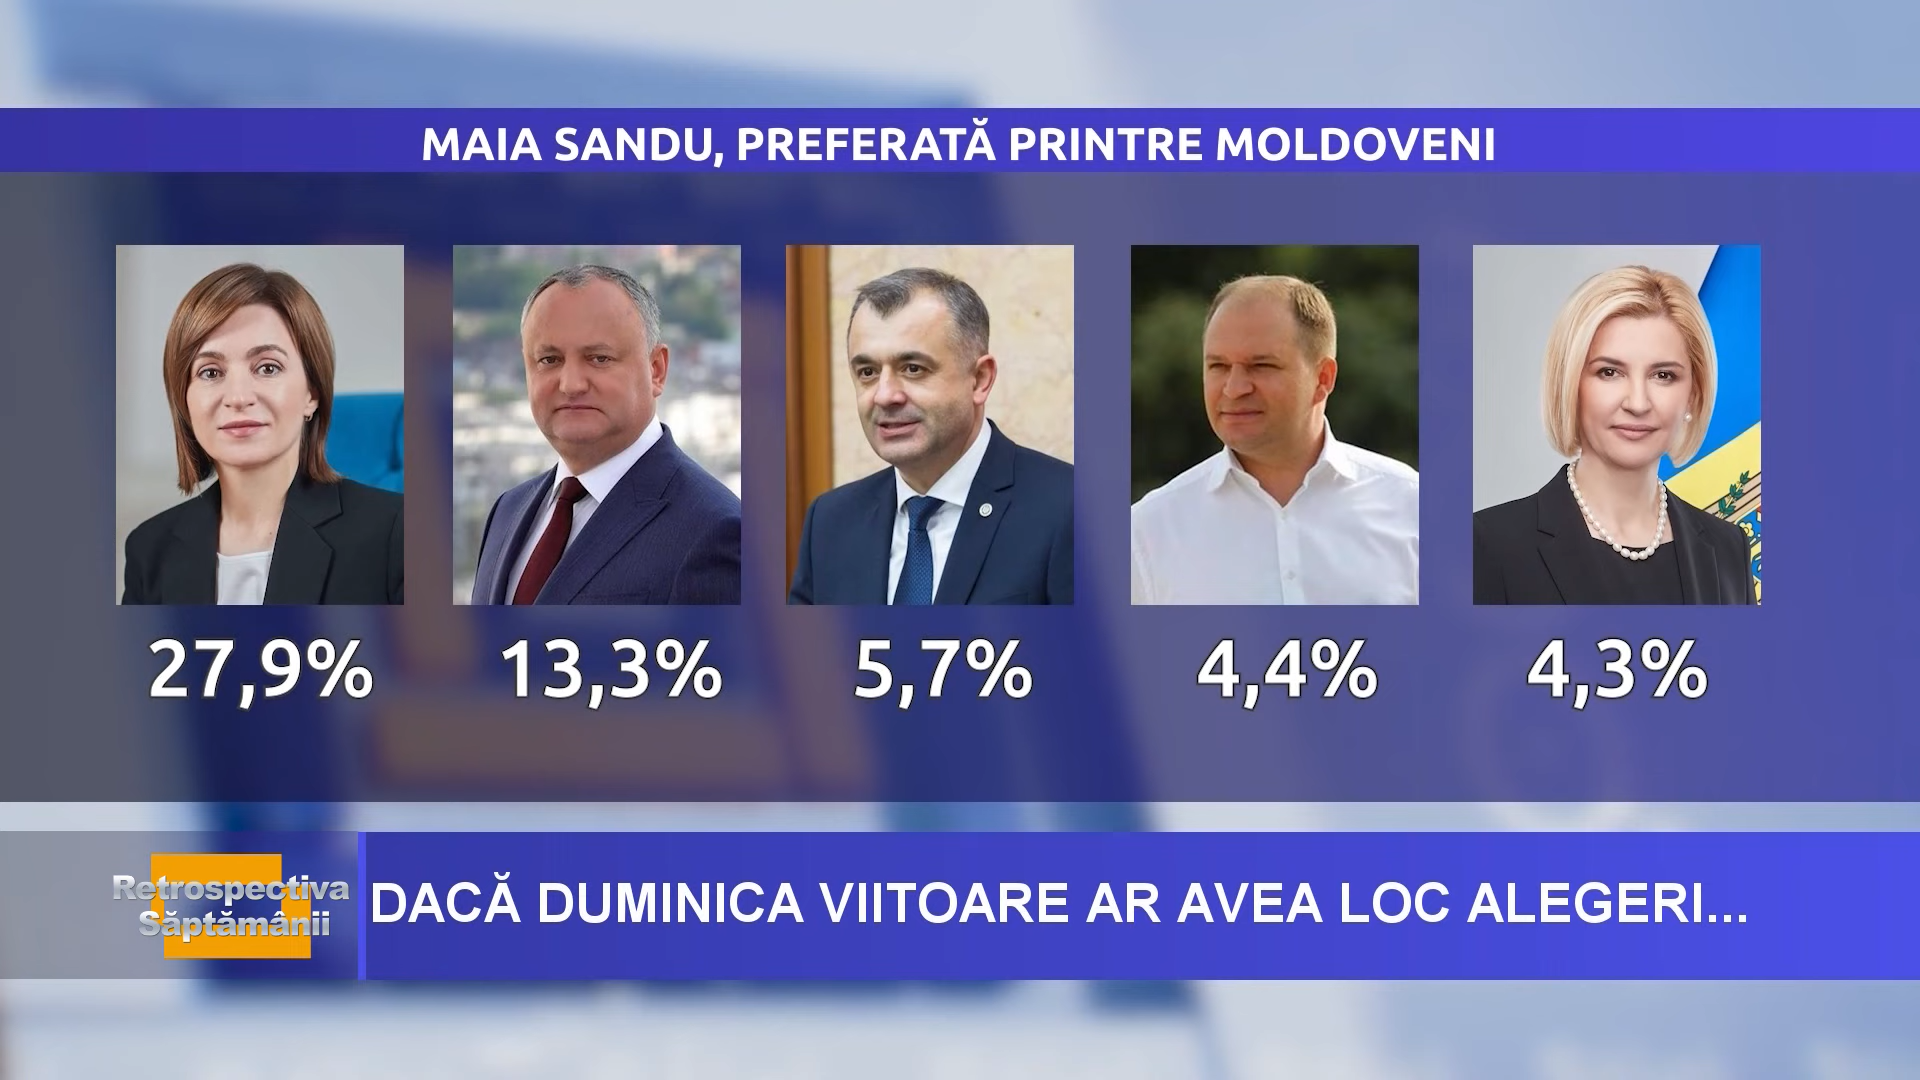 MAIA SANDU, PREFERATĂ PRINTRE MOLDOVENI
27,9% 13,3% 5,7% 4,4% 4,3%
Retrospectiva
Săptămânii
DACĂ DUMINICA VIITOARE AR AVEA LOC ALEGERI...